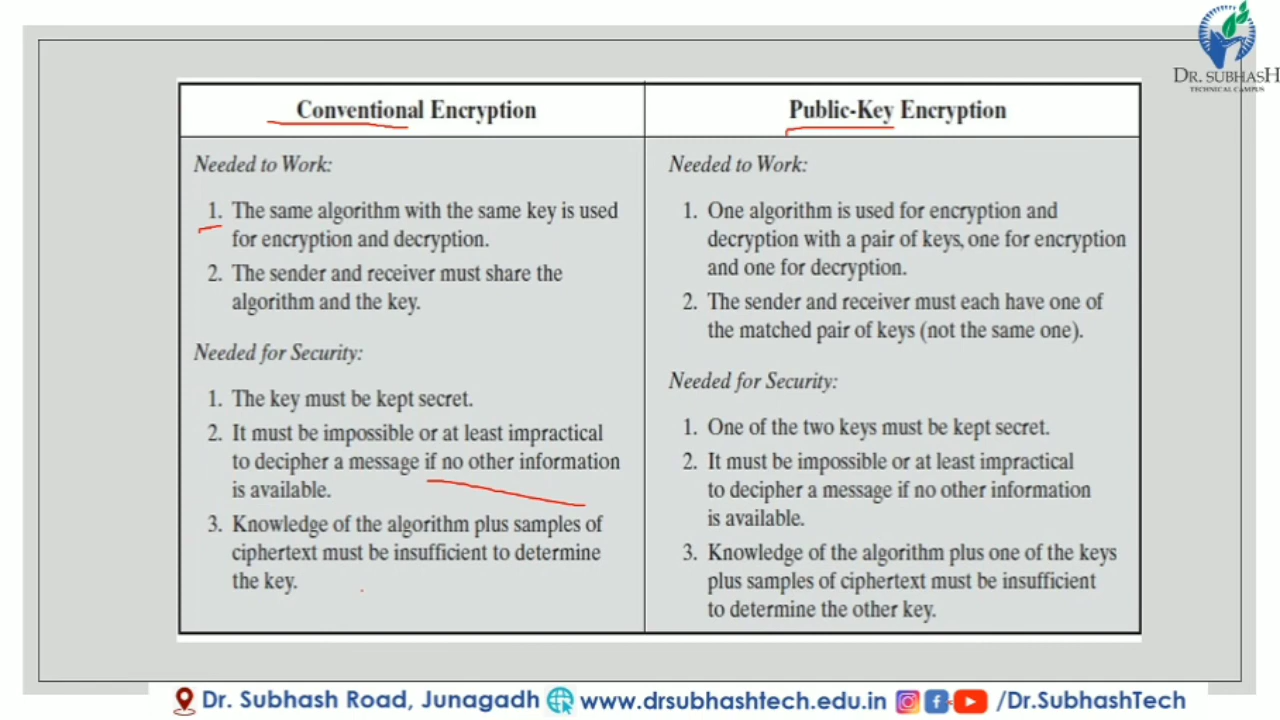 DR. SUBHASH
TECHNICAL CAMPUS
Conventional Encryption
Public-Key Encryption
Needed to Work:
1. The same algorithm with the same key is used
for encryption and decryption.
2. The sender and receiver must share the
algorithm and the key.
Needed for Security:
1. The key must be kept secret.
2. It must be impossible or at least impractical
to decipher a message if no other information
is available.
3. Knowledge of the algorithm plus samples of
ciphertext must be insufficient to determine
the key.
Needed to Work:
1. One algorithm is used for encryption and
decryption with a pair of keys, one for encryption
and one for decryption.
2. The sender and receiver must each have one of
the matched pair of keys (not the same one).
Needed for Security:
1. One of the two keys must be kept secret.
2. It must be impossible or at least impractical
to decipher a message if no other information
is available.
3. Knowledge of the algorithm plus one of the keys
plus samples of ciphertext must be insufficient
to determine the other key.
Dr. Subhash Road, Junagadh www.drsubhashtech.edu.in /Dr.SubhashTech